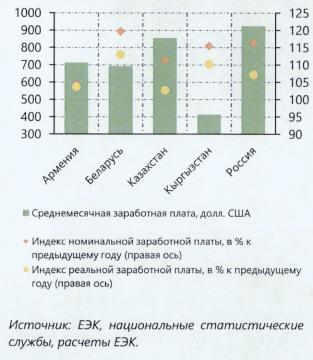 1000
900
800
700
600
500
400
300
125
120
115
110
105
100
95
90
Армения
Беларусь
Казахстан
Кыргызстан
Россия
Среднемесячная заработная плата, долл. США
Индекс номинальной заработной платы, в % к
предыдущему году (правая ось)
Индекс реальной заработной платы, в % к предыдущему
году (правая ось)
Источник: ЕЭК, национальные статистические
службы, расчеты ЕЭК.